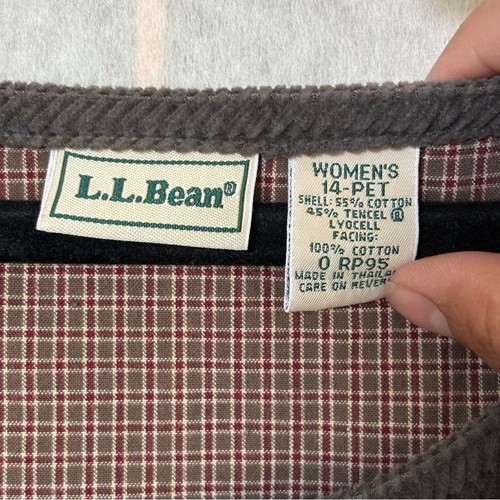 L.L.Bean®
WOMEN'S
14-PET
SHELL: 55% COTTON
45% TENCEL ®
LYOCELL
FACING:
100% COTTON
0 RP95
MADE IN THAILAND
CARE ON REVERSE